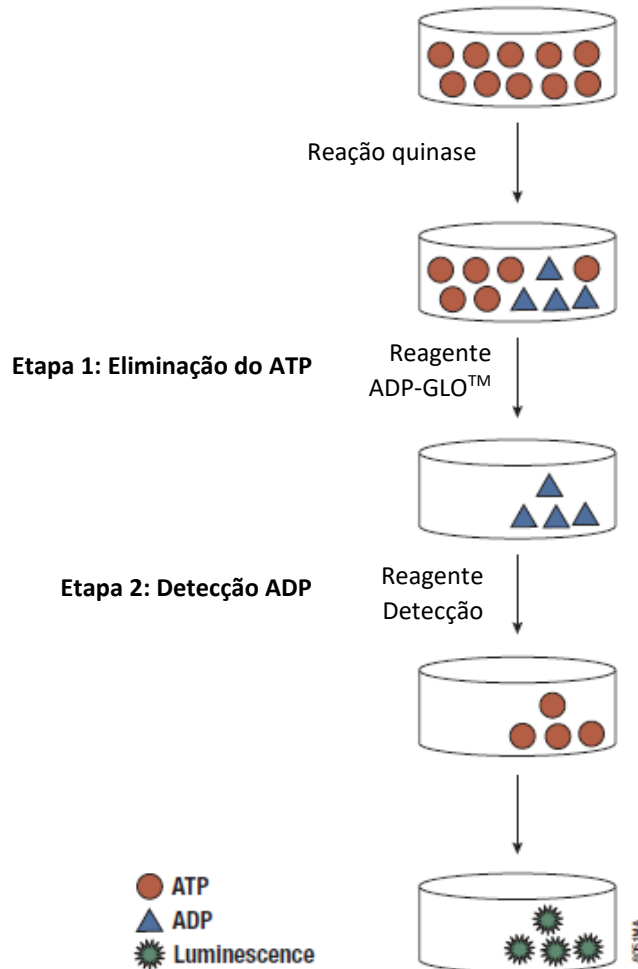 Reação quinase
Etapa 1: Eliminação do ATP
Reagente
ADP-GLO™
Etapa 2: Detecção ADP
Reagente
Detecção
ATP
ADP
Luminescence